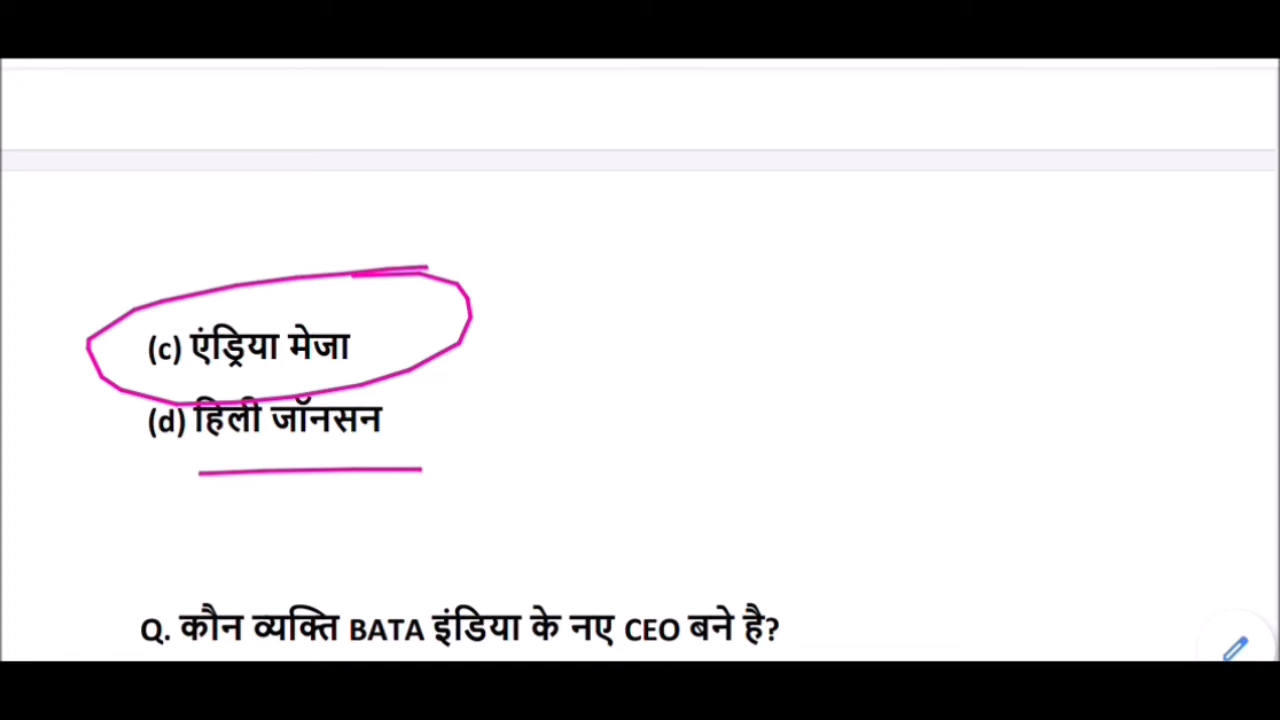 (c) एंड्रिया मेजा
(d) हिली जॉनसन
Q. कौन व्यक्ति BATA इंडिया के नए CEO बने है?